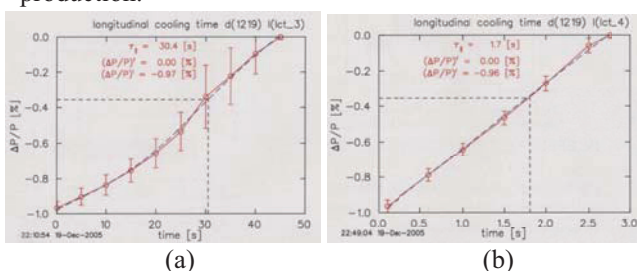 production.
longitudinal cooling time d(1219) l(lct_3)
τ∥ = 30.4 [s]
(ΔP/P)ⁱ = 0.00 [%]
(ΔP/P)ᶠ = −0.97 [%]
0.0
−0.2
−0.4
−0.6
−0.8
−1.0
ΔP/P [%]
0 10 20 30 40 50
time [s]
22:10:54 19-Dec-2005
(a)
longitudinal cooling time d(1219) l(lct_4)
τ∥ = 1.7 [s]
(ΔP/P)ⁱ = 0.00 [%]
(ΔP/P)ᶠ = −0.96 [%]
0.0
−0.2
−0.4
−0.6
−0.8
−1.0
ΔP/P [%]
0.0 0.5 1.0 1.5 2.0 2.5 3.0
time [s]
22:49:04 19-Dec-2005
(b)